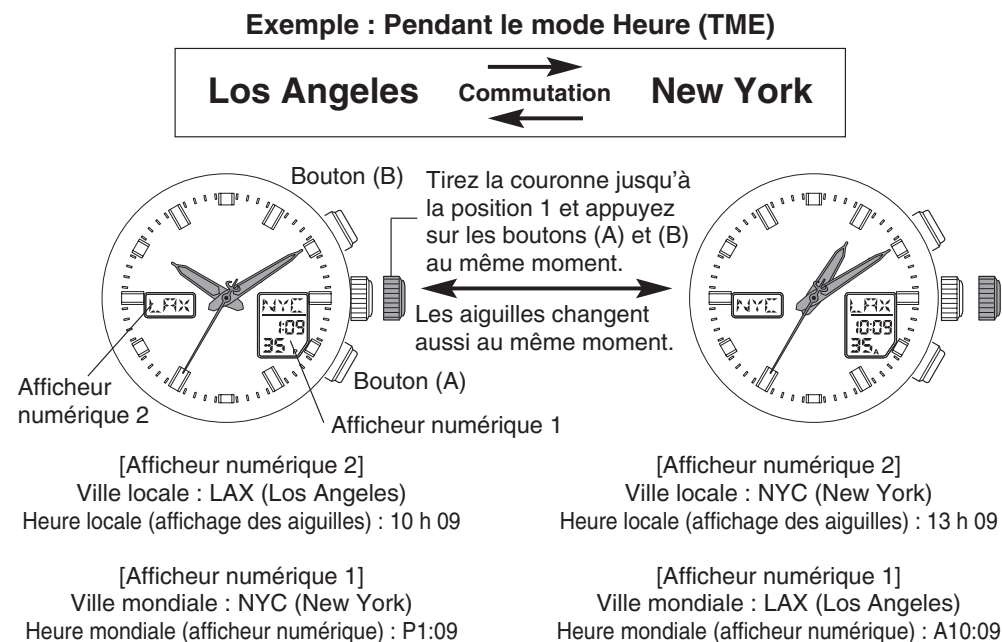 Exemple : Pendant le mode Heure (TME)
Los Angeles Commutation New York
Bouton (B)
Tirez la couronne jusqu'à
la position 1 et appuyez
sur les boutons (A) et (B)
au même moment.
Les aiguilles changent
aussi au même moment.
LAX
NYC
1:09
35 P
NYC
LAX
10:09
35 A
Afficheur
numérique 2
Bouton (A)
Afficheur numérique 1
[Afficheur numérique 2]
Ville locale : LAX (Los Angeles)
Heure locale (affichage des aiguilles) : 10 h 09
[Afficheur numérique 1]
Ville mondiale : NYC (New York)
Heure mondiale (afficheur numérique) : P1:09
[Afficheur numérique 2]
Ville locale : NYC (New York)
Heure locale (affichage des aiguilles) : 13 h 09
[Afficheur numérique 1]
Ville mondiale : LAX (Los Angeles)
Heure mondiale (afficheur numérique) : A10:09